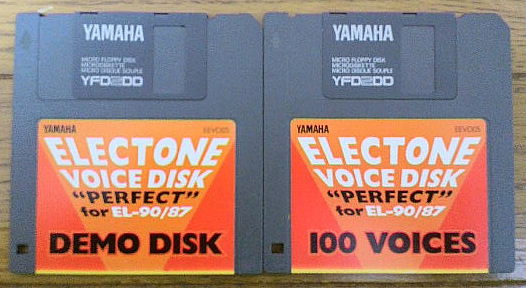 YAMAHA
MICRO FLOPPY DISK
MICRODISKETTE
MICRO DISQUE SOUPLE
YFD2DD
YAMAHA
EEVD05
ELECTONE
VOICE DISK
"PERFECT"
for EL-90/87
DEMO DISK
YAMAHA
MICRO FLOPPY DISK
MICRODISKETTE
MICRO DISQUE SOUPLE
YFD2DD
YAMAHA
EEVD05
ELECTONE
VOICE DISK
"PERFECT"
for EL-90/87
100 VOICES